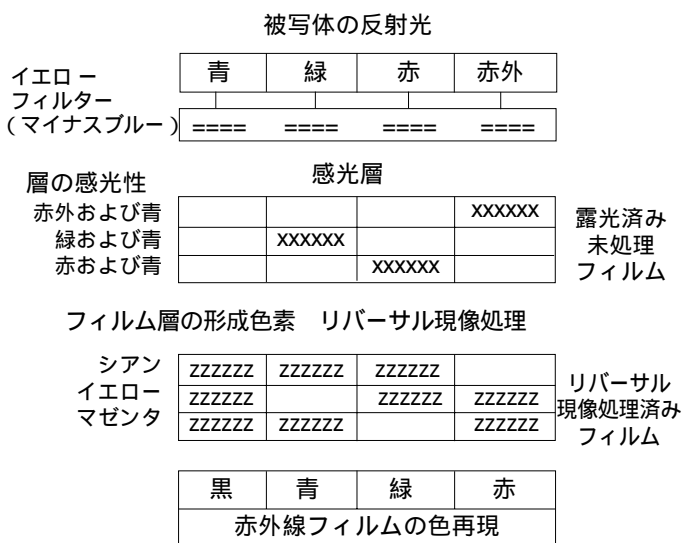 被写体の反射光
イエロー
フィルター
(マイナスブルー)
青 緑 赤 赤外
==== ==== ==== ====
層の感光性
感光層
赤外および青 XXXXXX
緑および青 XXXXXX
赤および青 XXXXXX
露光済み
未処理
フィルム
フィルム層の形成色素 リバーサル現像処理
シアン zzzzzz zzzzzz zzzzzz
イエロー zzzzzz zzzzzz zzzzzz
マゼンタ zzzzzz zzzzzz zzzzzz
リバーサル
現像処理済み
フィルム
黒 青 緑 赤
赤外線フィルムの色再現